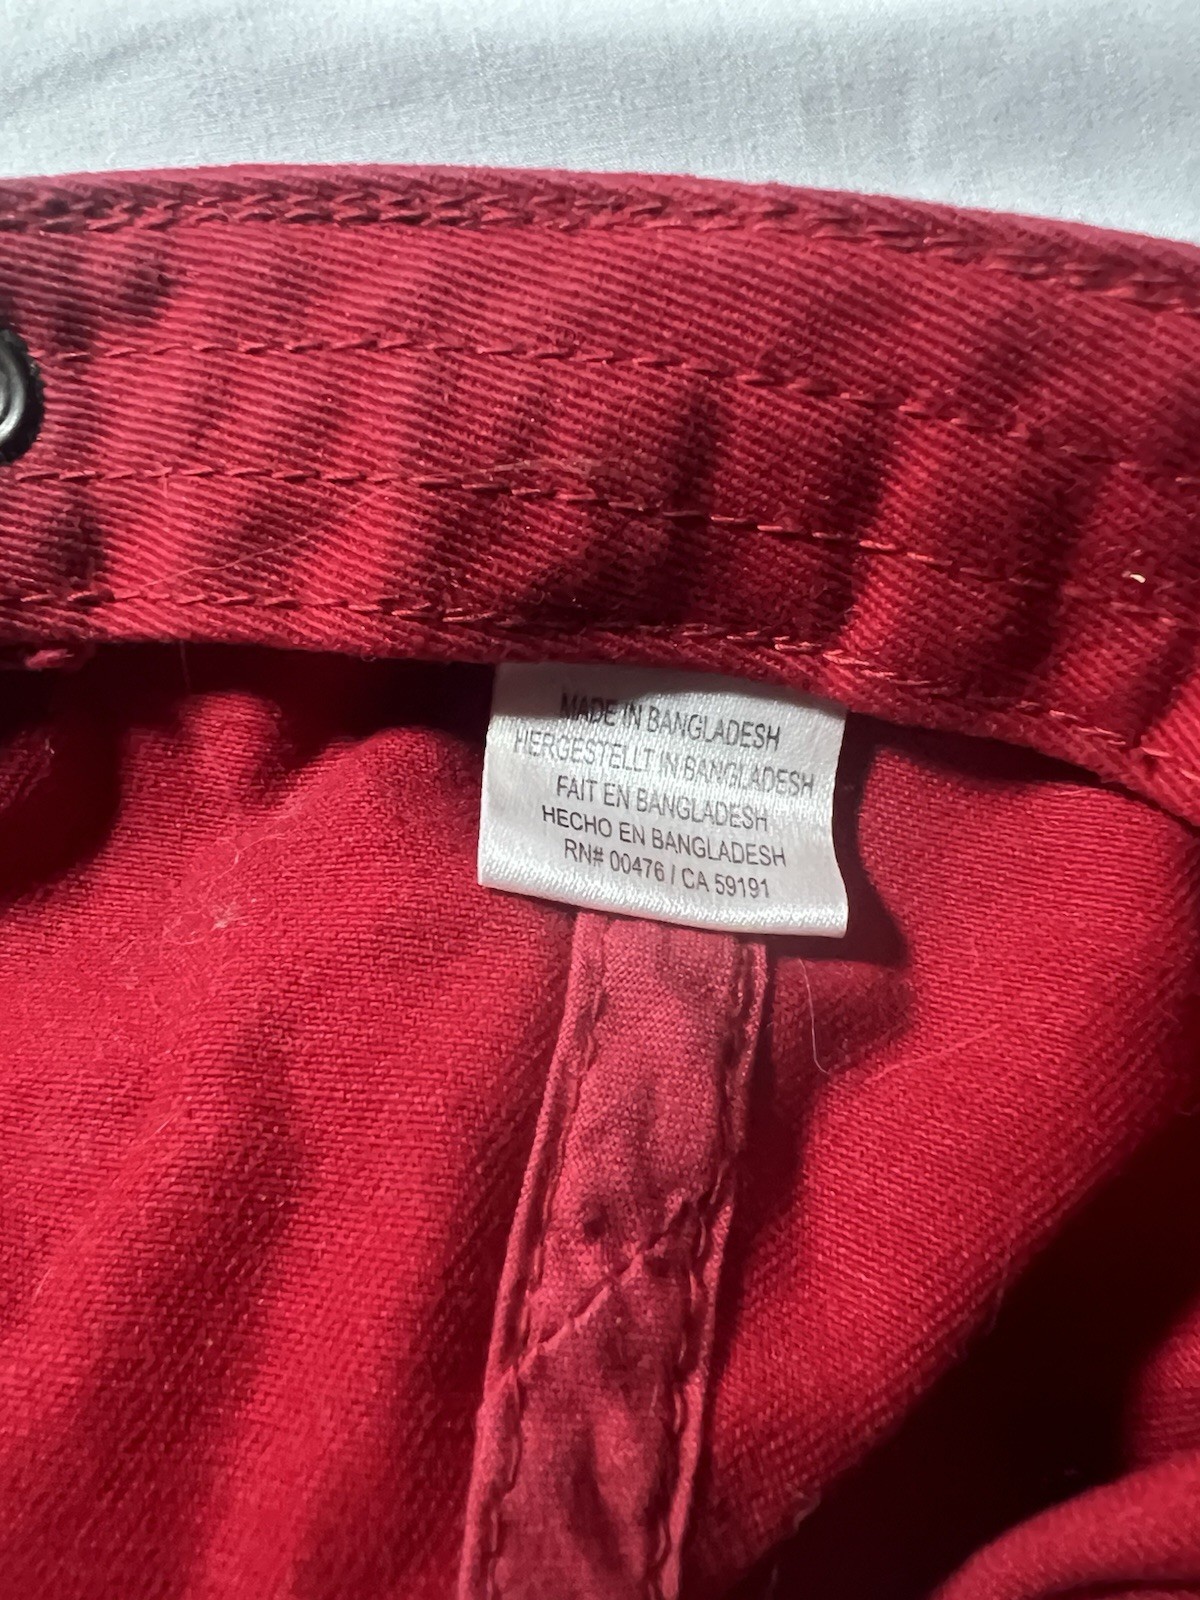 MADE IN BANGLADESH
HERGESTELLT IN BANGLADESH
FAIT EN BANGLADESH
HECHO EN BANGLADESH
RN# 00476 / CA 59191